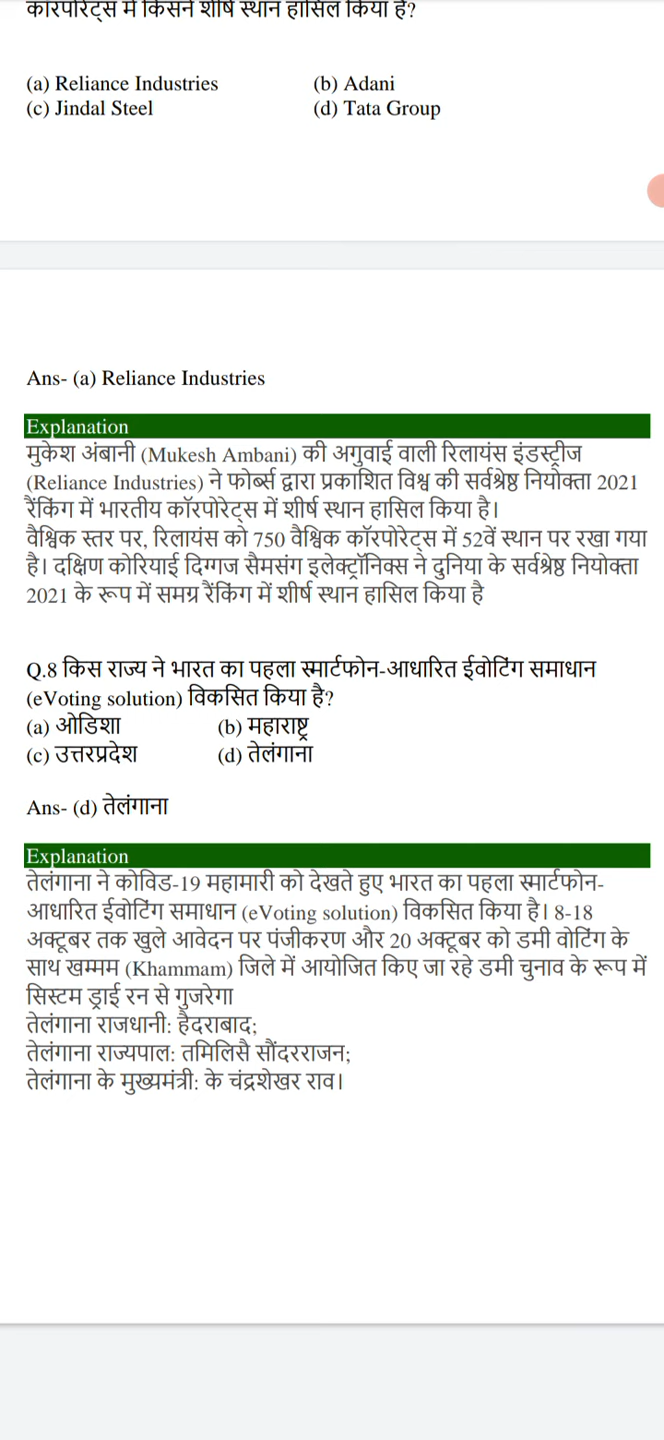 कॉरपोरेट्स में किसने शीर्ष स्थान हासिल किया है?
(a) Reliance Industries (b) Adani
(c) Jindal Steel (d) Tata Group
Ans- (a) Reliance Industries
Explanation
मुकेश अंबानी (Mukesh Ambani) की अगुवाई वाली रिलायंस इंडस्ट्रीज
(Reliance Industries) ने फोर्ब्स द्वारा प्रकाशित विश्व की सर्वश्रेष्ठ नियोक्ता 2021
रैंकिंग में भारतीय कॉरपोरेट्स में शीर्ष स्थान हासिल किया है।
वैश्विक स्तर पर, रिलायंस को 750 वैश्विक कॉरपोरेट्स में 52वें स्थान पर रखा गया
है। दक्षिण कोरियाई दिग्गज सैमसंग इलेक्ट्रॉनिक्स ने दुनिया के सर्वश्रेष्ठ नियोक्ता
2021 के रूप में समग्र रैंकिंग में शीर्ष स्थान हासिल किया है
Q.8 किस राज्य ने भारत का पहला स्मार्टफोन-आधारित ईवोटिंग समाधान
(eVoting solution) विकसित किया है?
(a) ओडिशा (b) महाराष्ट्र
(c) उत्तरप्रदेश (d) तेलंगाना
Ans- (d) तेलंगाना
Explanation
तेलंगाना ने कोविड-19 महामारी को देखते हुए भारत का पहला स्मार्टफोन-
आधारित ईवोटिंग समाधान (eVoting solution) विकसित किया है। 8-18
अक्टूबर तक खुले आवेदन पर पंजीकरण और 20 अक्टूबर को डमी वोटिंग के
साथ खम्मम (Khammam) जिले में आयोजित किए जा रहे डमी चुनाव के रूप में
सिस्टम ड्राई रन से गुजरेगा
तेलंगाना राजधानी: हैदराबाद;
तेलंगाना राज्यपाल: तमिलिसै सौंदरराजन;
तेलंगाना के मुख्यमंत्री: के चंद्रशेखर राव।